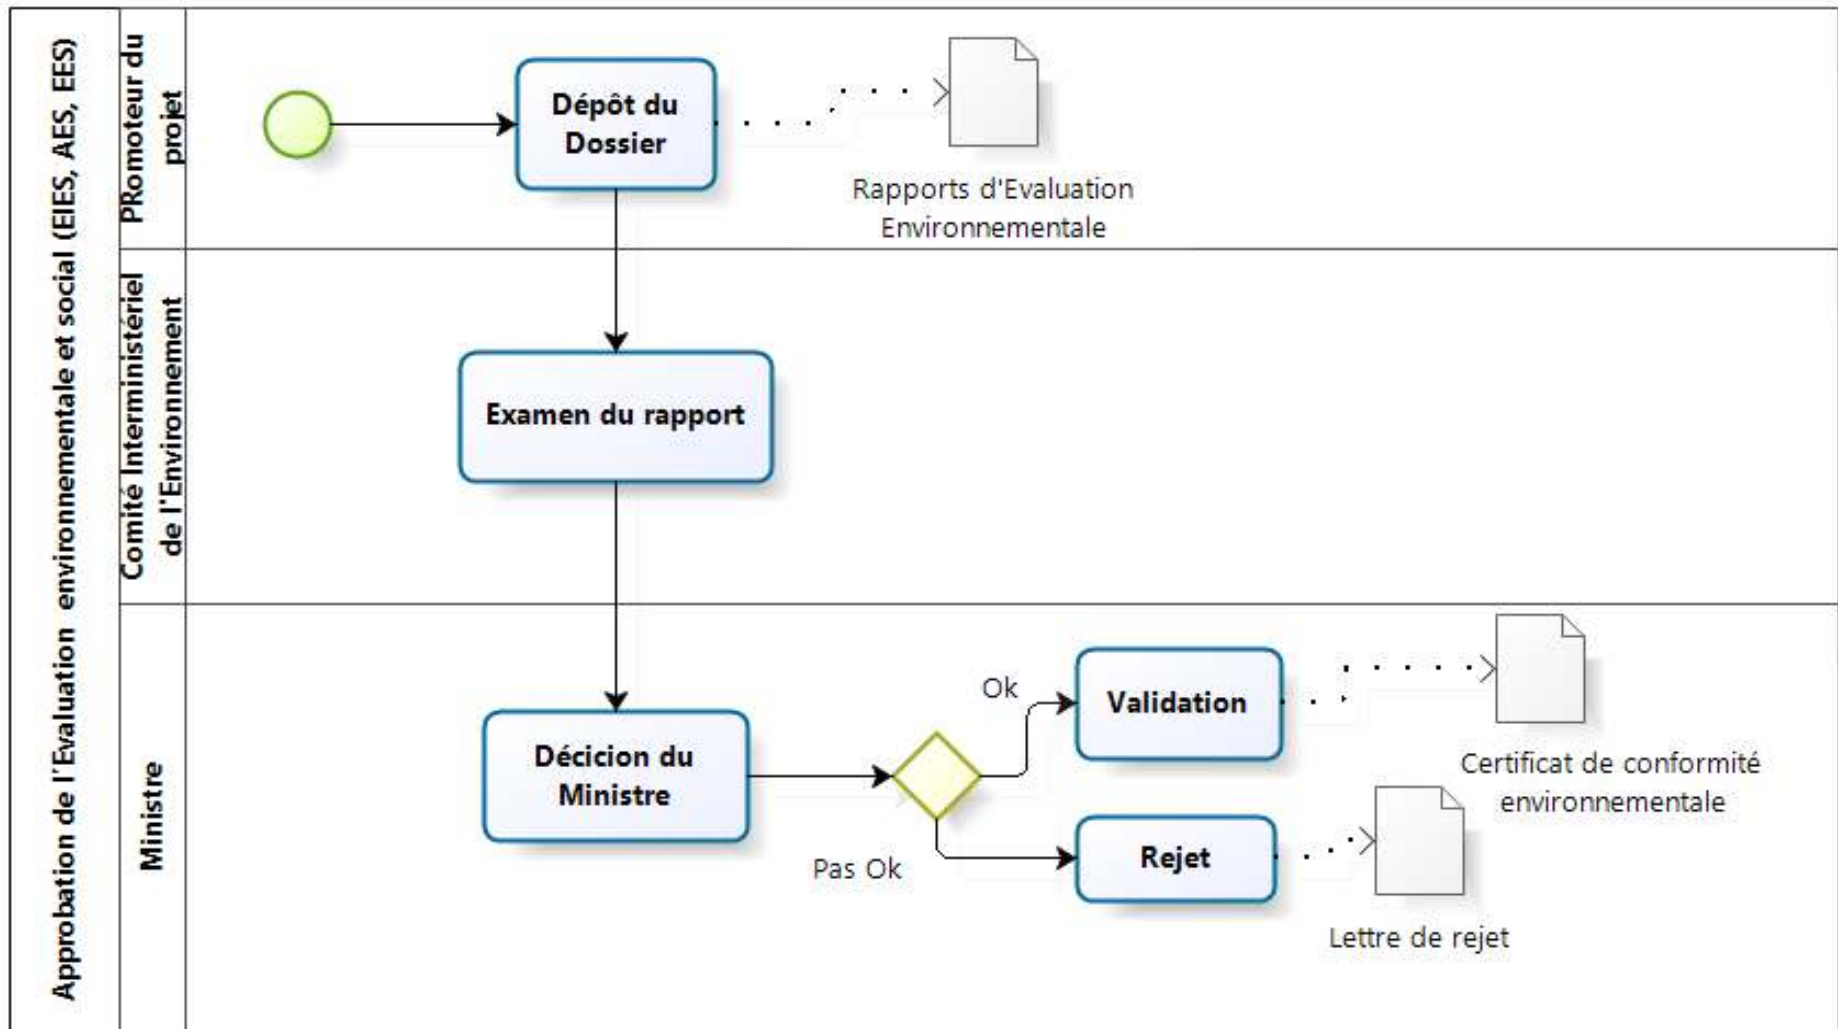 Approbation de l'Evaluation environnementale et social (EIES, AES, EES)
PRomoteur du
projet
Dépôt du
Dossier
Rapports d'Evaluation
Environnementale
Comité Interministériel
de l'Environnement
Examen du rapport
Ministre
Décicion du
Ministre
Ok
Pas Ok
Validation
Certificat de conformité
environnementale
Rejet
Lettre de rejet